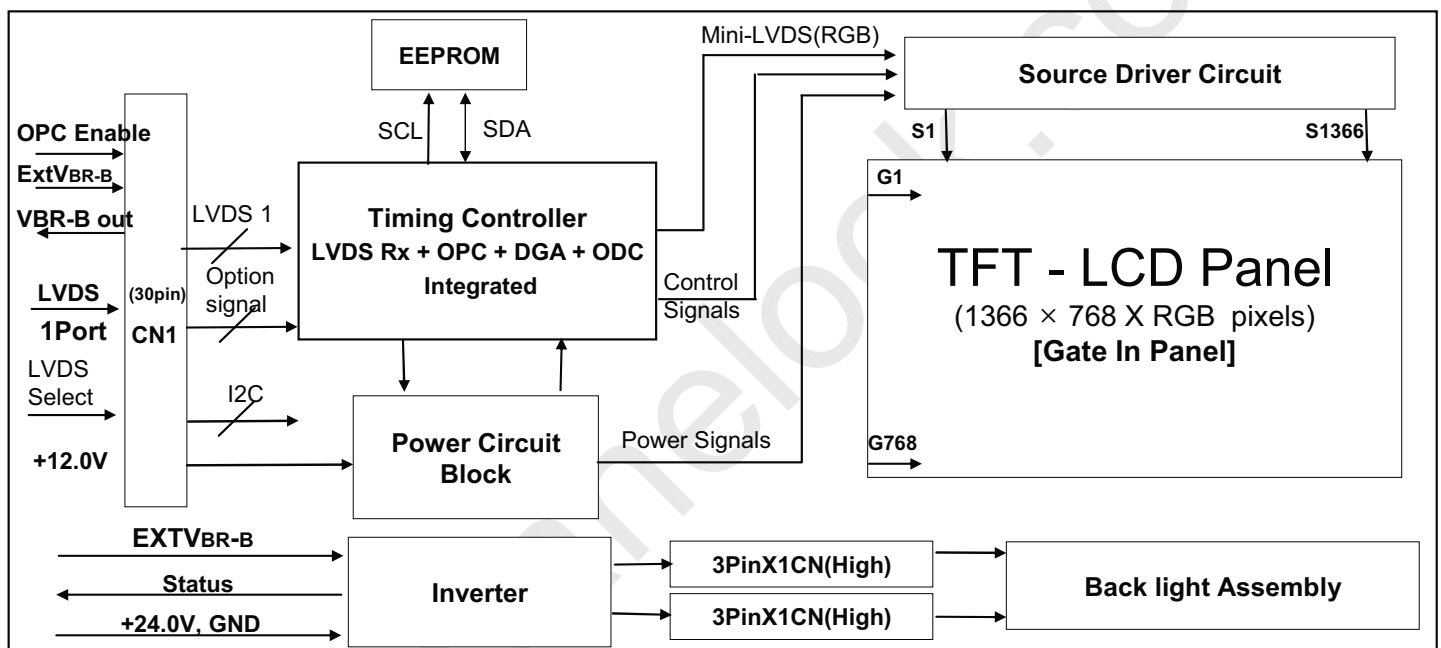 EEPROM
Mini-LVDS(RGB)
Source Driver Circuit
SCL
SDA
S1
S1366
OPC Enable
ExtVBR-B
VBR-B out
LVDS
1Port
LVDS
Select
+12.0V
(30pin)
CN1
LVDS 1
Option
signal
I2C
Timing Controller
LVDS Rx + OPC + DGA + ODC
Integrated
Control
Signals
G1
TFT - LCD Panel
(1366 × 768 X RGB pixels)
[Gate In Panel]
G768
Power Circuit
Block
Power Signals
EXTVBR-B
Status
+24.0V, GND
Inverter
3PinX1CN(High)
3PinX1CN(High)
Back light Assembly